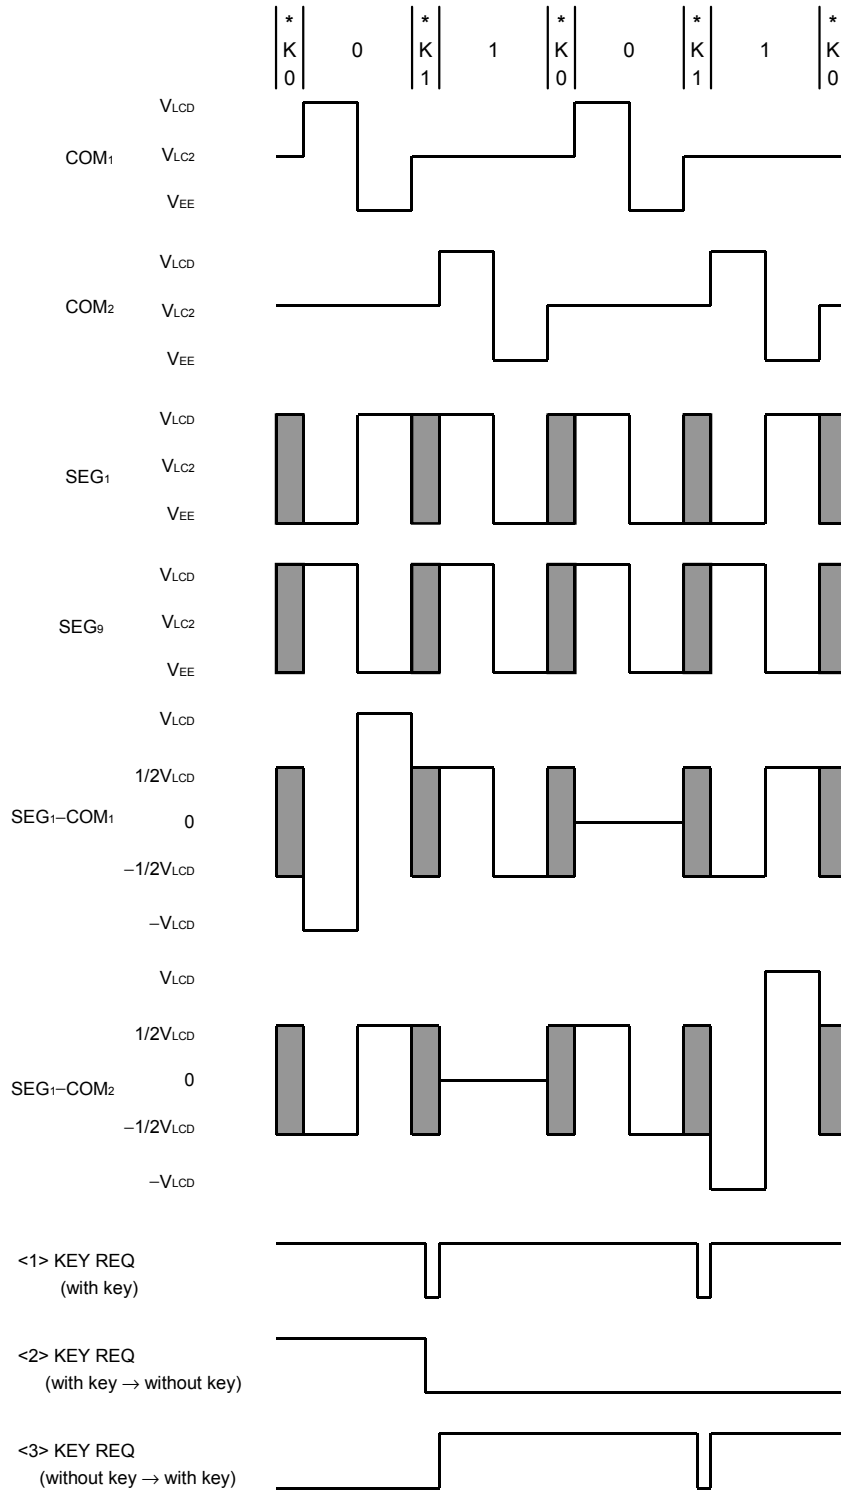 * * * * *
K 0 K 1 K 0 K 1 K
0 1 0 1 0
VLCD
COM1 VLC2
VEE
VLCD
COM2 VLC2
VEE
VLCD
VLC2
SEG1
VEE
VLCD
SEG9 VLC2
VEE
VLCD
1/2VLCD
SEG1–COM1 0
–1/2VLCD
–VLCD
VLCD
1/2VLCD
SEG1–COM2 0
–1/2VLCD
–VLCD
<1> KEY REQ
(with key)
<2> KEY REQ
(with key → without key)
<3> KEY REQ
(without key → with key)